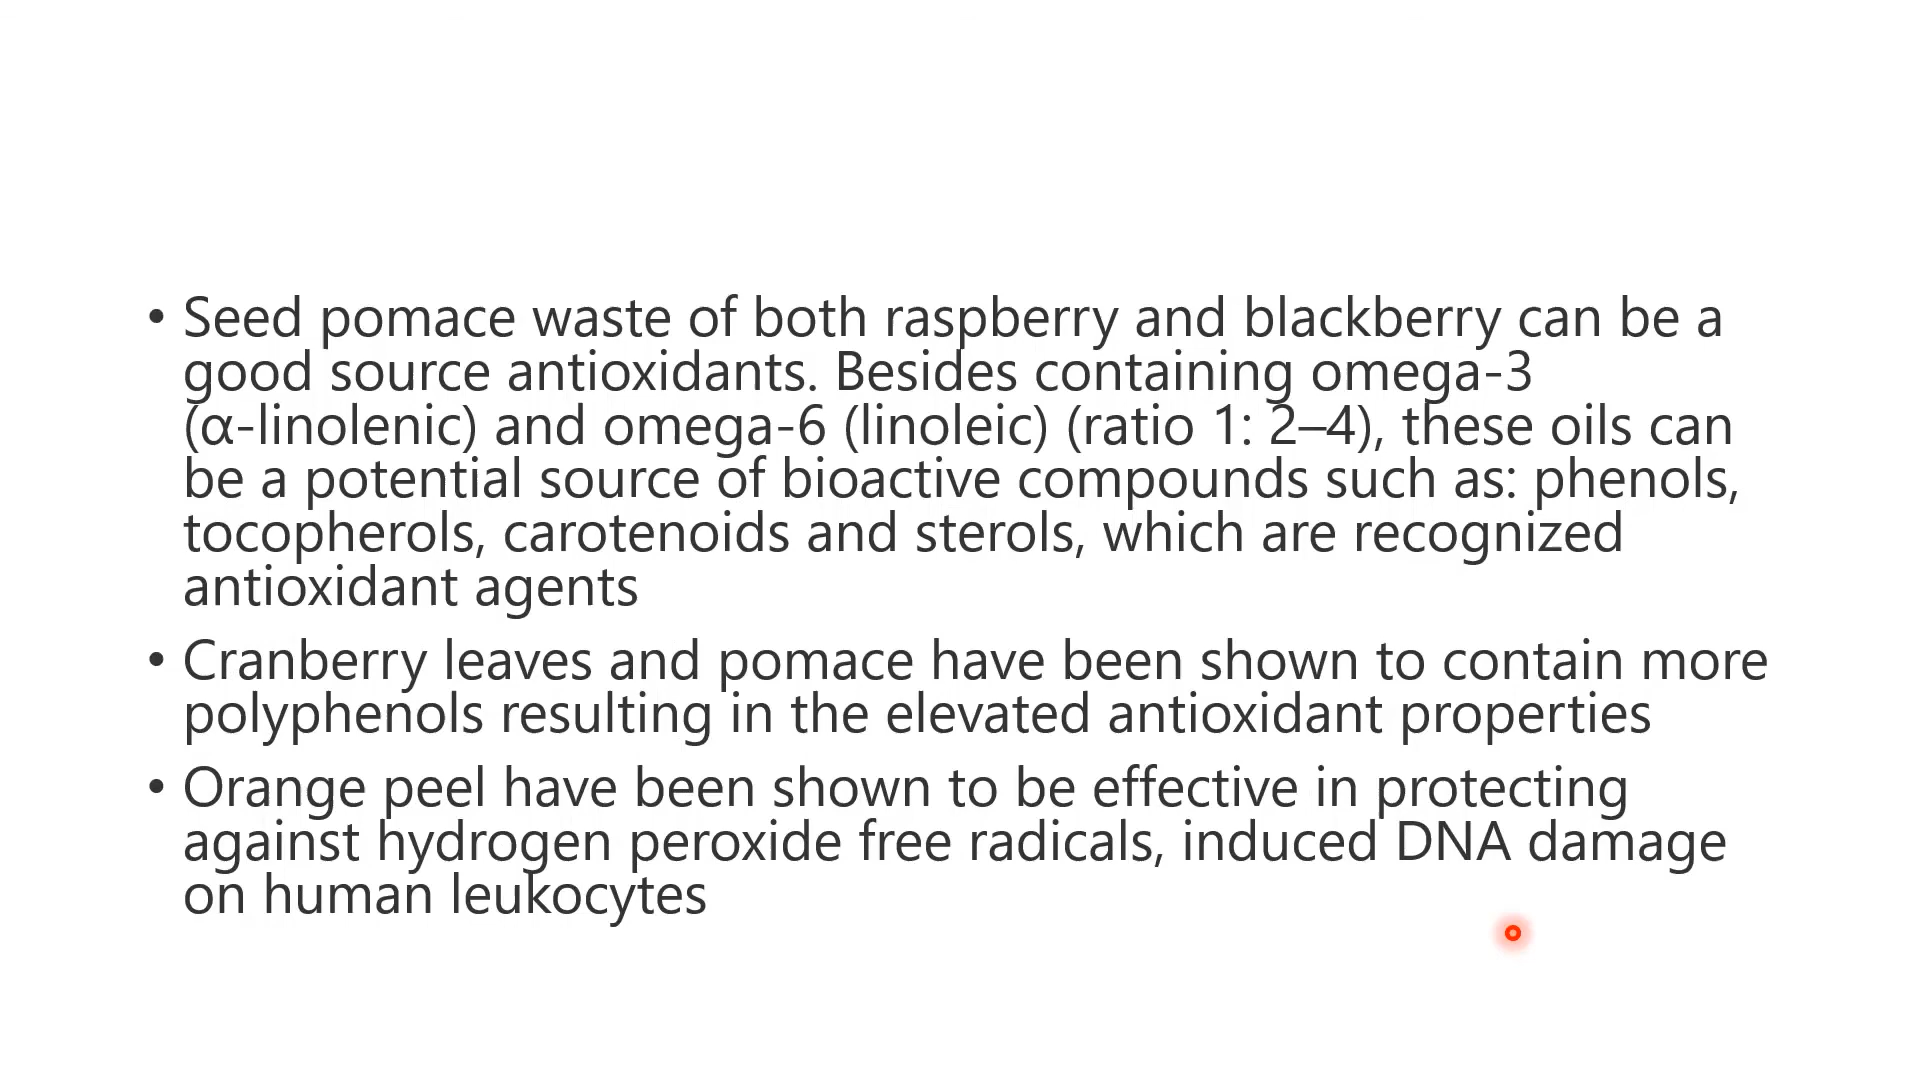 • Seed pomace waste of both raspberry and blackberry can be a
good source antioxidants. Besides containing omega-3
(α-linolenic) and omega-6 (linoleic) (ratio 1: 2–4), these oils can
be a potential source of bioactive compounds such as: phenols,
tocopherols, carotenoids and sterols, which are recognized
antioxidant agents
• Cranberry leaves and pomace have been shown to contain more
polyphenols resulting in the elevated antioxidant properties
• Orange peel have been shown to be effective in protecting
against hydrogen peroxide free radicals, induced DNA damage
on human leukocytes